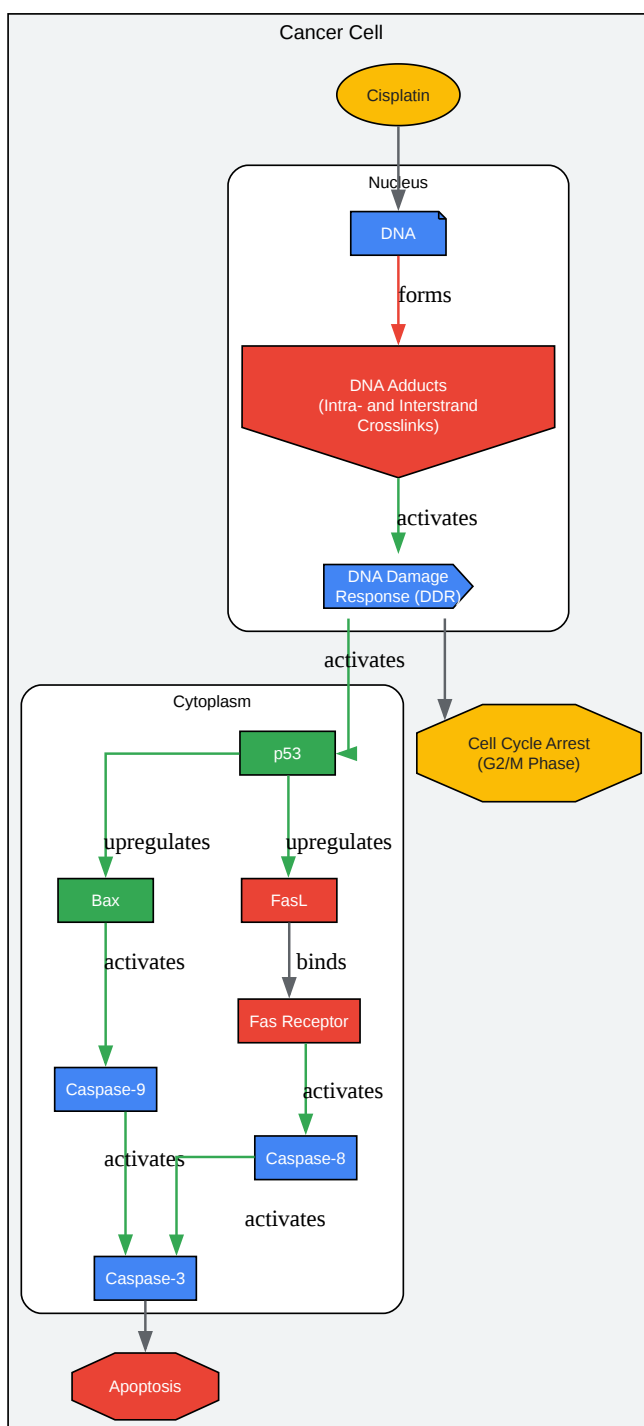 Cancer Cell
Cisplatin
Nucleus
DNA
forms
DNA Adducts
(Intra- and Interstrand
Crosslinks)
activates
DNA Damage
Response (DDR)
activates
Cytoplasm
p53
Cell Cycle Arrest
(G2/M Phase)
upregulates
upregulates
Bax
FasL
activates
binds
Fas Receptor
Caspase-9
activates
activates
Caspase-8
activates
Caspase-3
Apoptosis